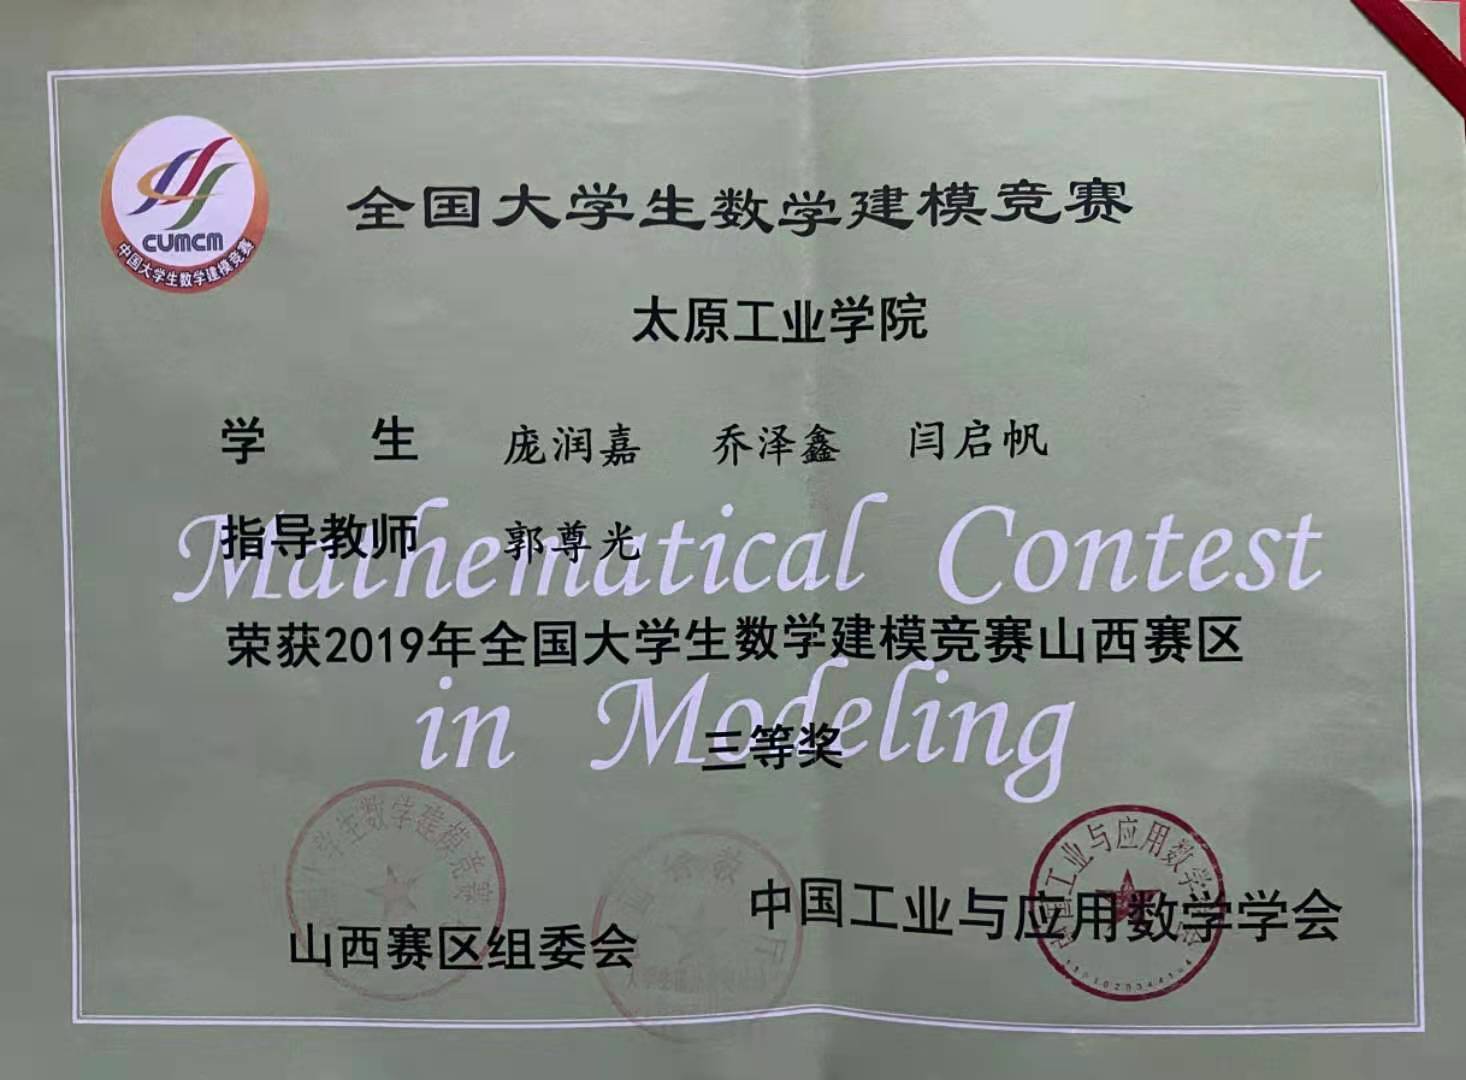 CUMCM
中国大学生数学建模竞赛
全国大学生数学建模竞赛
太原工业学院
学 生 庞润嘉 乔泽鑫 闫启帆
指导教师 郭尊光
Mathematical Contest
荣获2019年全国大学生数学建模竞赛山西赛区
in Modeling
三等奖
山西赛区组委会
中国工业与应用数学学会